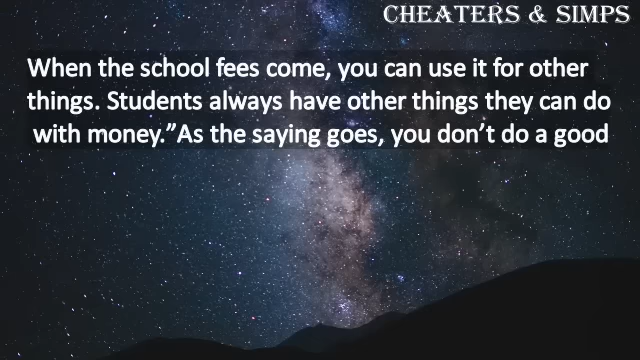 CHEATERS & SIMPS
When the school fees come, you can use it for other
things. Students always have other things they can do
with money.”As the saying goes, you don’t do a good